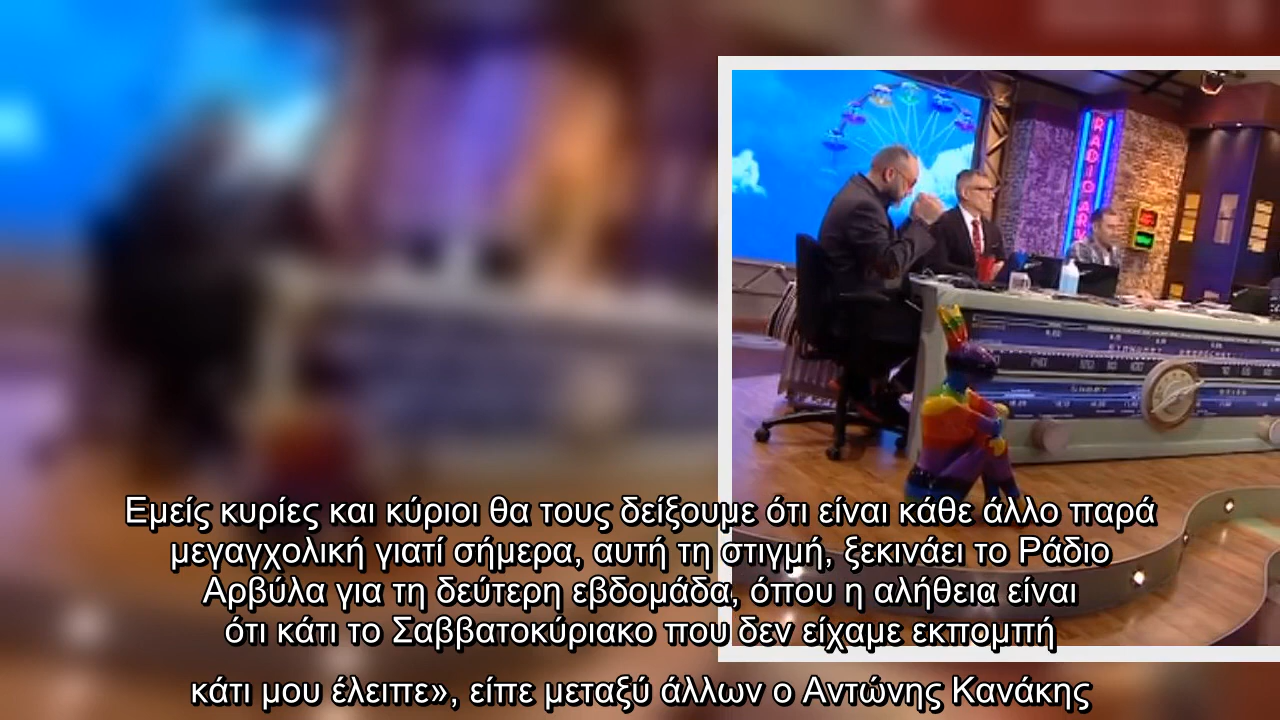 RADIO ARV
Εμείς κυρίες και κύριοι θα τους δείξουμε ότι είναι κάθε άλλο παρά
μεγαγχολική γιατί σήμερα, αυτή τη στιγμή, ξεκινάει το Ράδιο
Αρβύλα για τη δεύτερη εβδομάδα, όπου η αλήθεια είναι
ότι κάτι το Σαββατοκύριακο που δεν είχαμε εκπομπή
κάτι μου έλειπε», είπε μεταξύ άλλων ο Αντώνης Κανάκης